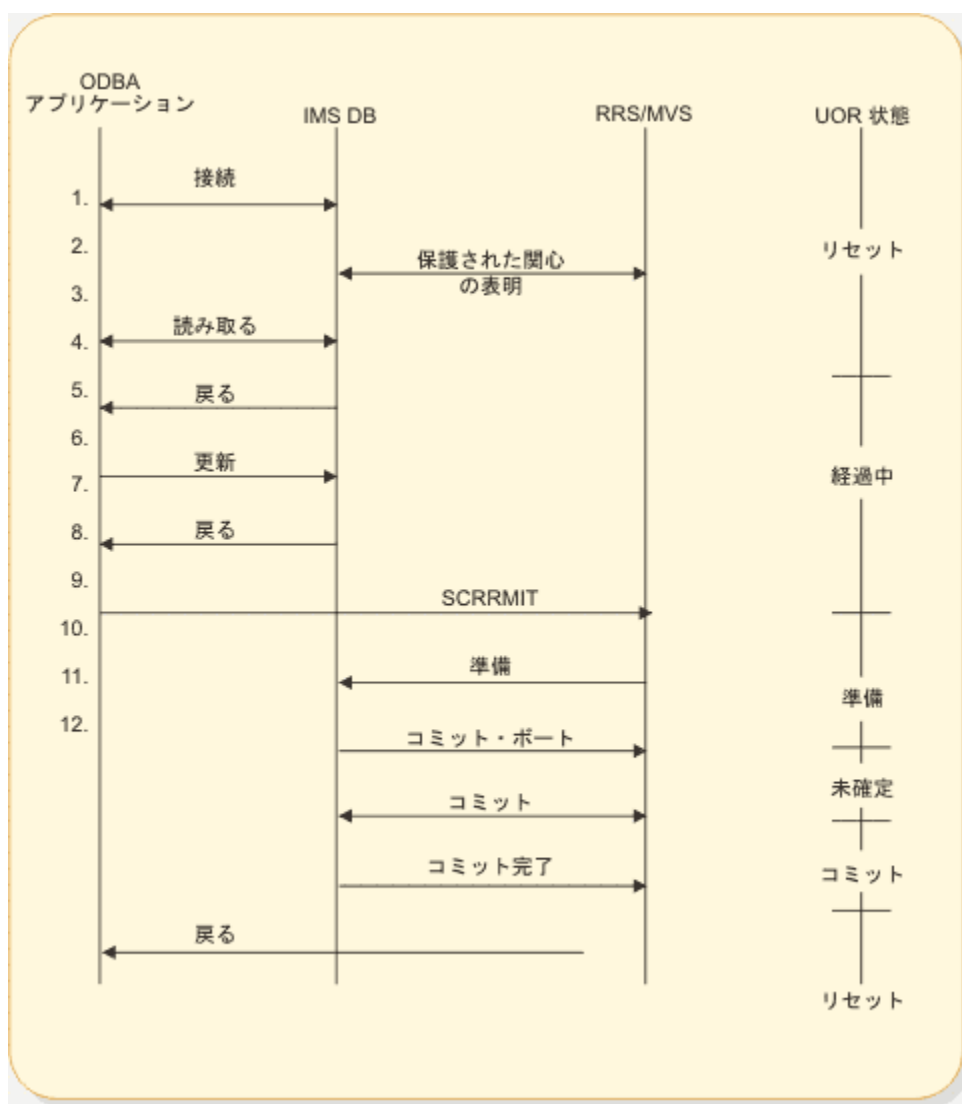 ODBA
アプリケーション
IMS DB
RRS/MVS
UOR 状態
接続
1.
2.
リセット
保護された関心
の表明
3.
読み取る
4.
5.
戻る
6.
更新
経過中
7.
8.
戻る
9.
SCRRMIT
10.
準備
11.
準備
12.
コミット・ボート
未確定
コミット
コミット完了
コミット
戻る
リセット